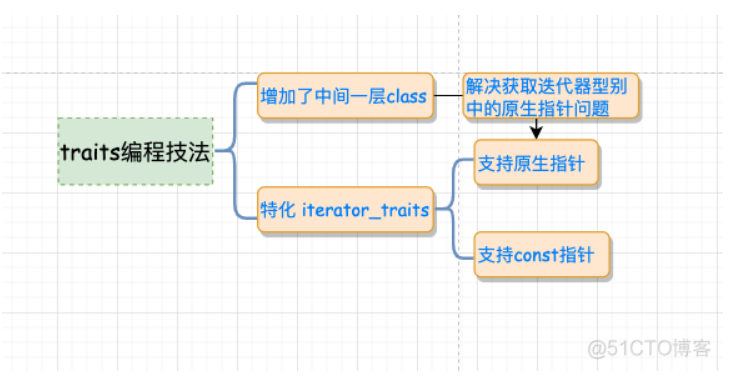 traits编程技法
增加了中间一层class
解决获取迭代器型别
中的原生指针问题
支持原生指针
特化 iterator_traits
支持const指针
@51CTO博客